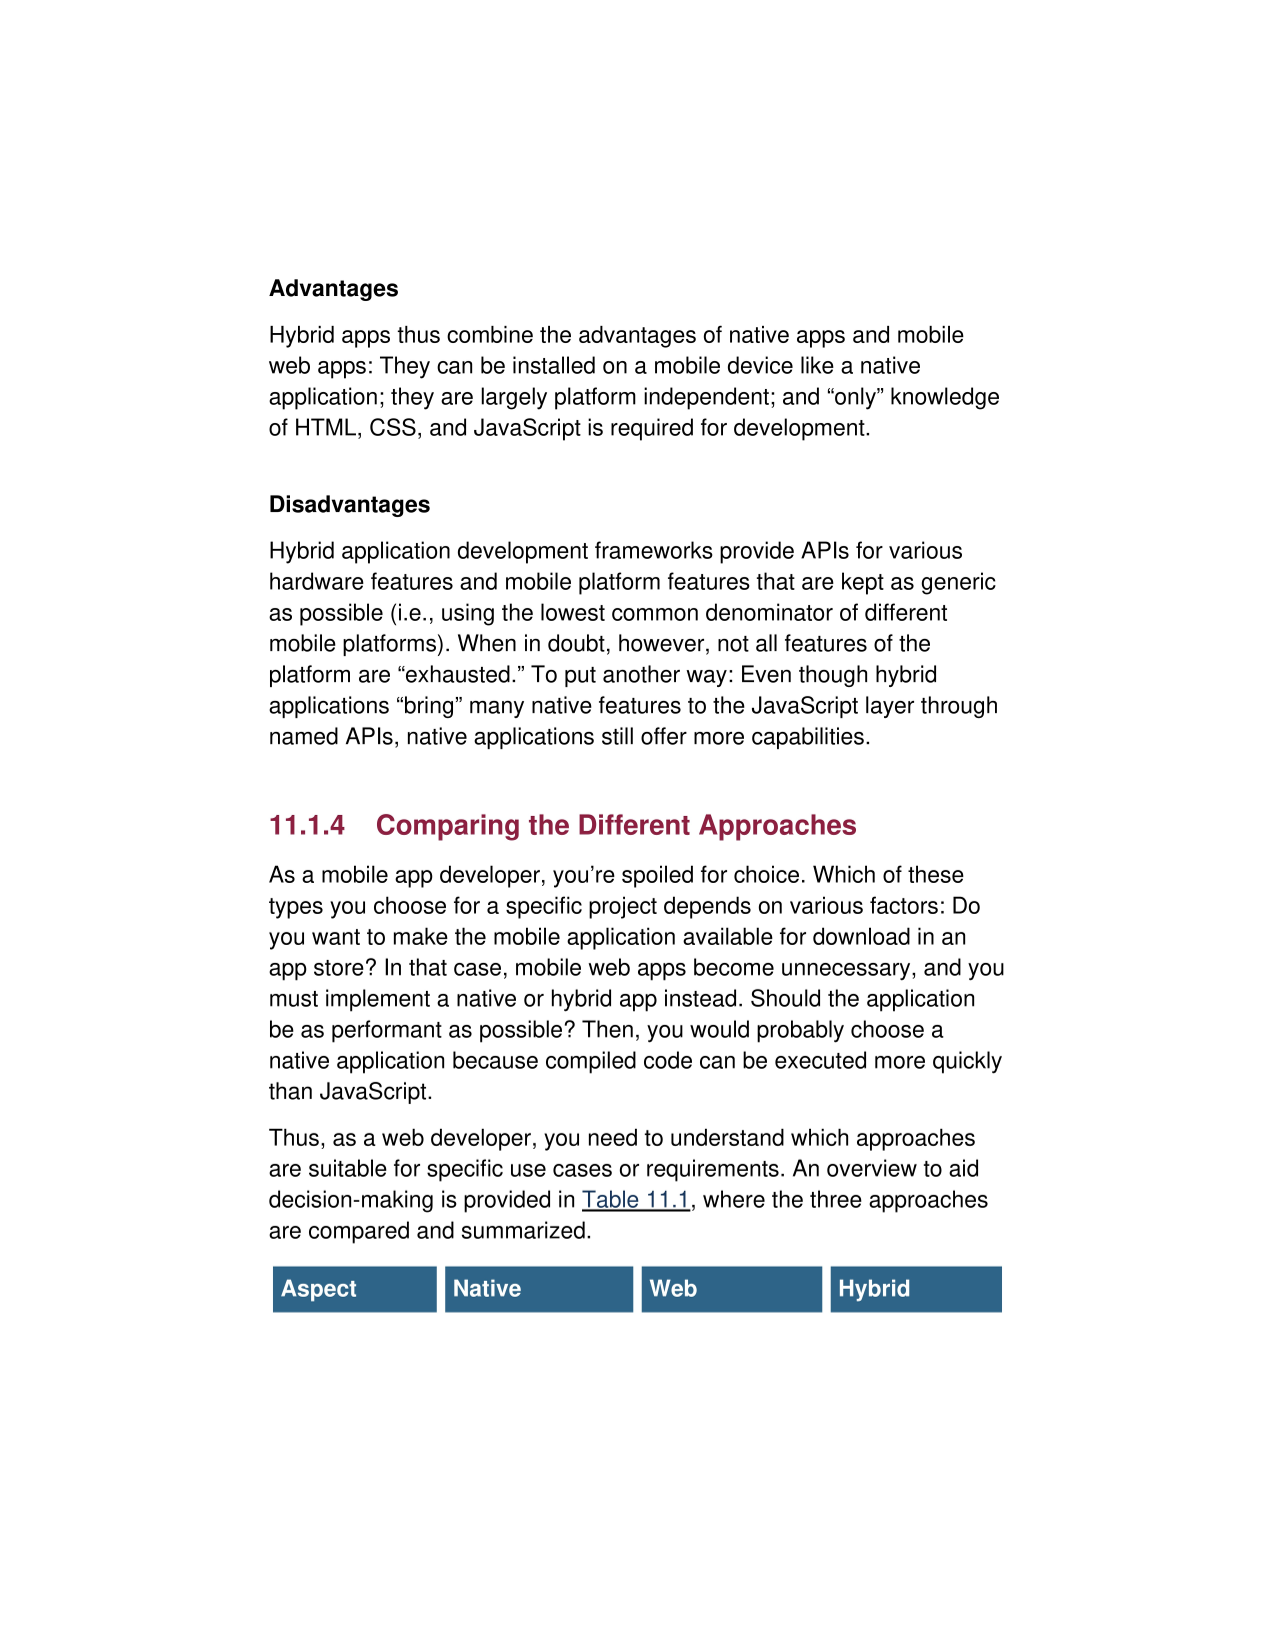 Advantages
Hybrid apps thus combine the advantages of native apps and mobile
web apps: They can be installed on a mobile device like a native
application; they are largely platform independent; and “only” knowledge
of HTML, CSS, and JavaScript is required for development.
Disadvantages
Hybrid application development frameworks provide APIs for various
hardware features and mobile platform features that are kept as generic
as possible (i.e., using the lowest common denominator of different
mobile platforms). When in doubt, however, not all features of the
platform are “exhausted.” To put another way: Even though hybrid
applications “bring” many native features to the JavaScript layer through
named APIs, native applications still offer more capabilities.
11.1.4 Comparing the Different Approaches
As a mobile app developer, you’re spoiled for choice. Which of these
types you choose for a specific project depends on various factors: Do
you want to make the mobile application available for download in an
app store? In that case, mobile web apps become unnecessary, and you
must implement a native or hybrid app instead. Should the application
be as performant as possible? Then, you would probably choose a
native application because compiled code can be executed more quickly
than JavaScript.
Thus, as a web developer, you need to understand which approaches
are suitable for specific use cases or requirements. An overview to aid
decision-making is provided in Table 11.1, where the three approaches
are compared and summarized.
Aspect Native Web Hybrid